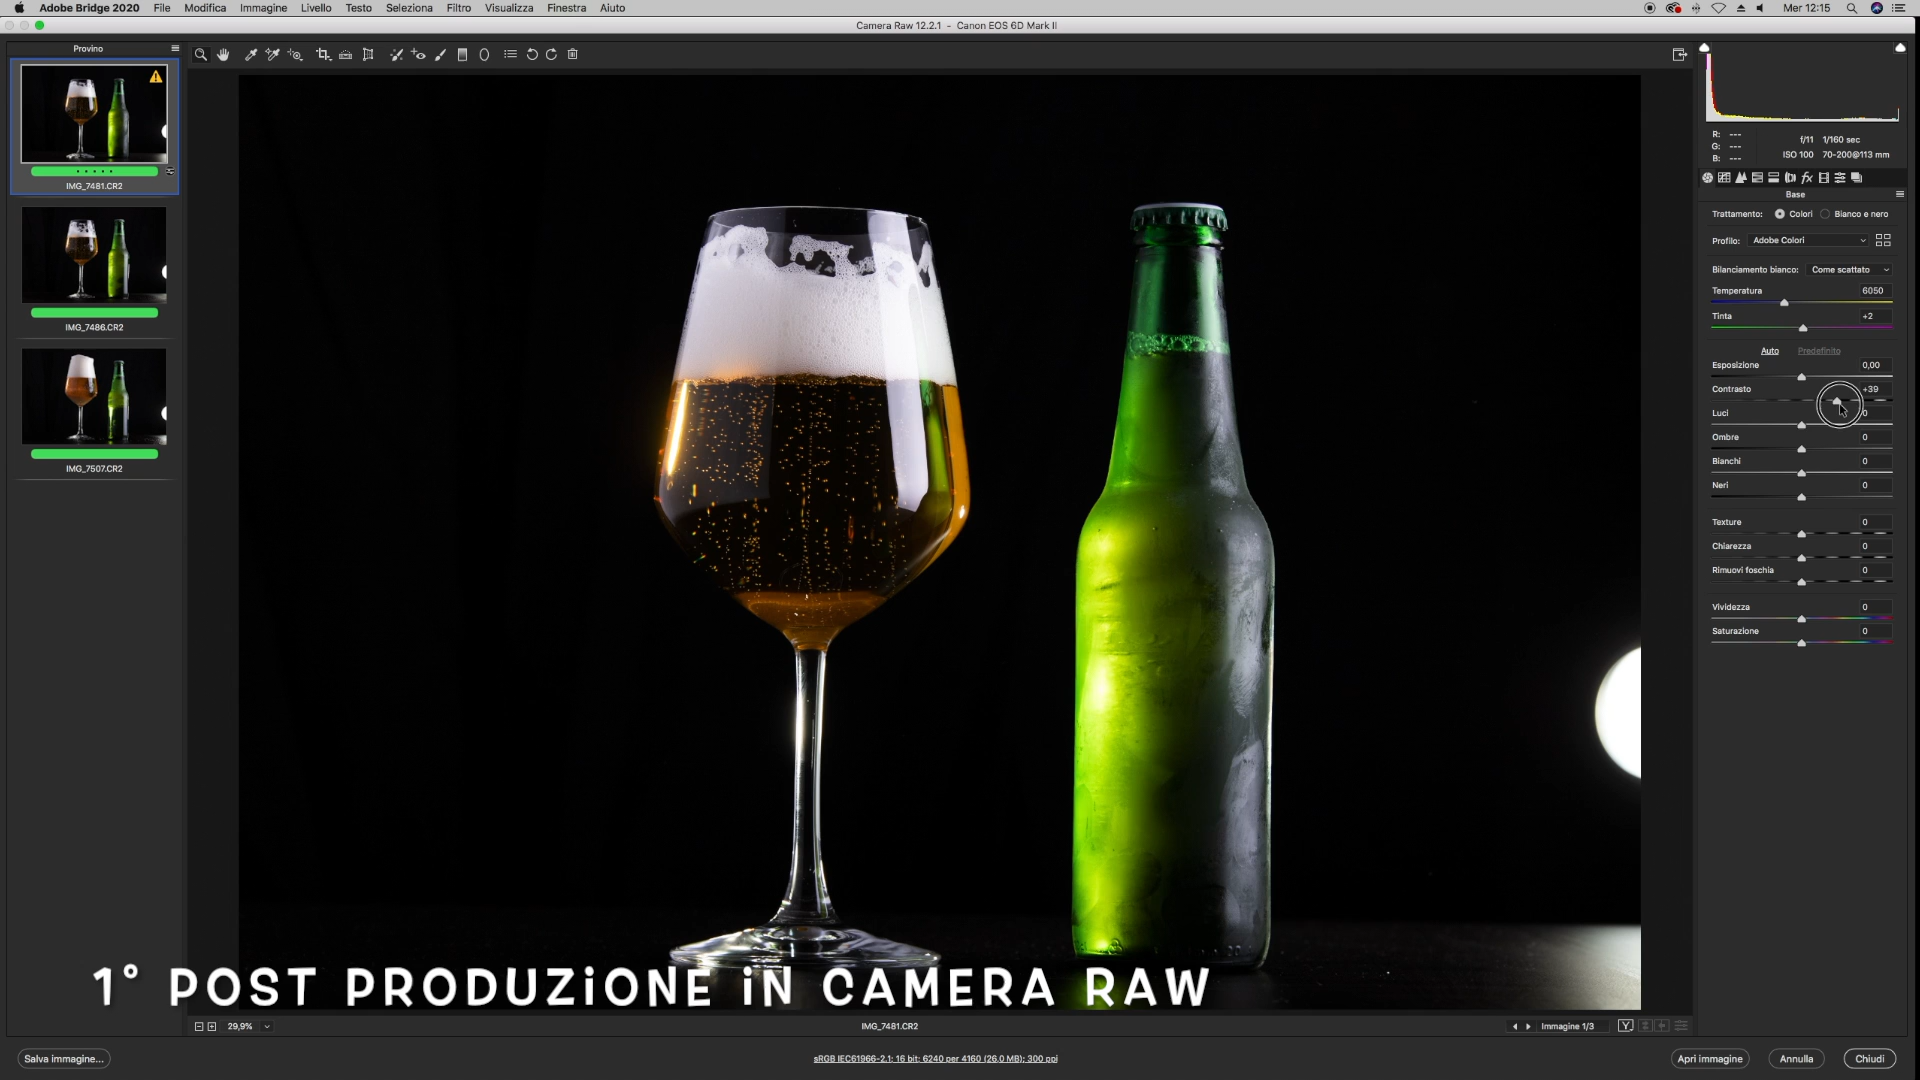 Adobe Bridge 2020 File Modifica Immagine Livello Testo Seleziona Filtro Visualizza Finestra Aiuto Mer 12:15
Camera Raw 12.2.1 - Canon EOS 6D Mark II
Provino
IMG_7481.CR2
IMG_7486.CR2
IMG_7507.CR2
R: ---
G: ---
B: ---
f/11 1/160 sec
ISO 100 70-200@113 mm
Base
Trattamento: Colori Bianco e nero
Profilo: Adobe Colori
Bilanciamento bianco: Come scattato
Temperatura 6050
Tinta +2
Auto Predefinito
Esposizione 0,00
Contrasto +39
Luci 0
Ombre 0
Bianchi 0
Neri 0
Texture 0
Chiarezza 0
Rimuovi foschia 0
Vividezza 0
Saturazione 0
1° POST PRODUZiONE iN CAMERA RAW
29,9% IMG_7481.CR2 Immagine 1/3
Salva immagine... sRGB IEC61966-2.1; 16 bit; 6240 per 4160 (26,0 MB); 300 ppi Apri immagine Annulla Chiudi